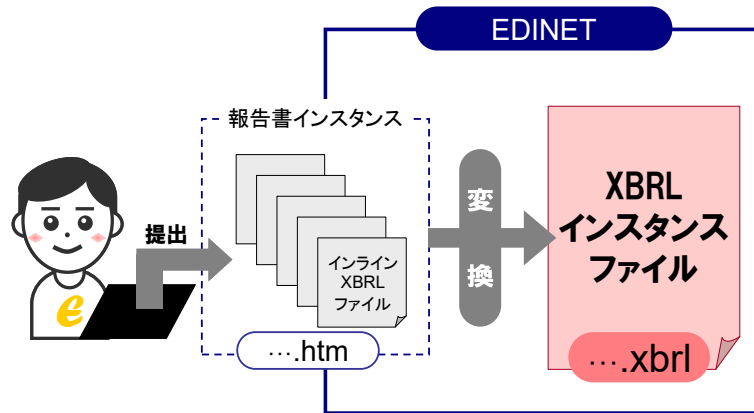 EDINET
報告書インスタンス
提出
e
インライン
XBRL
ファイル
….htm
変
換
XBRL
インスタンス
ファイル
….xbrl